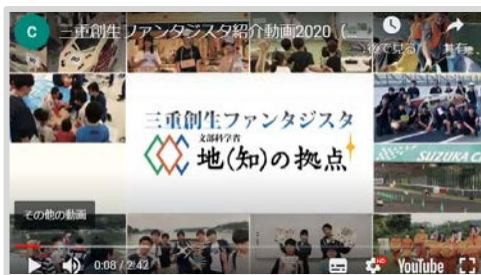 C
三重創生ファンタジスタ紹介動画2020（...
後で見る
共有
三重創生ファンタジスタ
文部科学省
地(知)の拠点
SUZUKA C
その他の動画
0:08 / 2:42
HD
YouTube